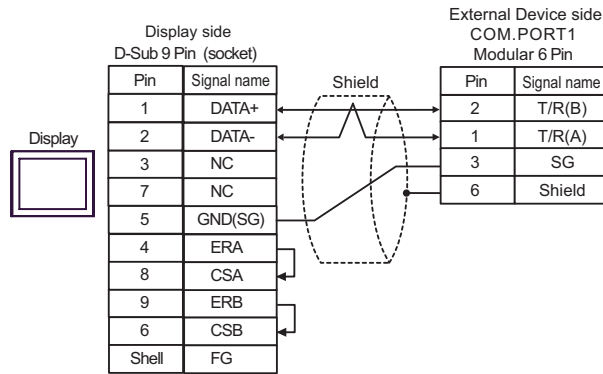 Display side
D-Sub 9 Pin (socket)
External Device side
COM.PORT1
Modular 6 Pin
Display
Shield
Pin Signal name
1 DATA+
2 DATA-
3 NC
7 NC
5 GND(SG)
4 ERA
8 CSA
9 ERB
6 CSB
Shell FG
Pin Signal name
2 T/R(B)
1 T/R(A)
3 SG
6 Shield